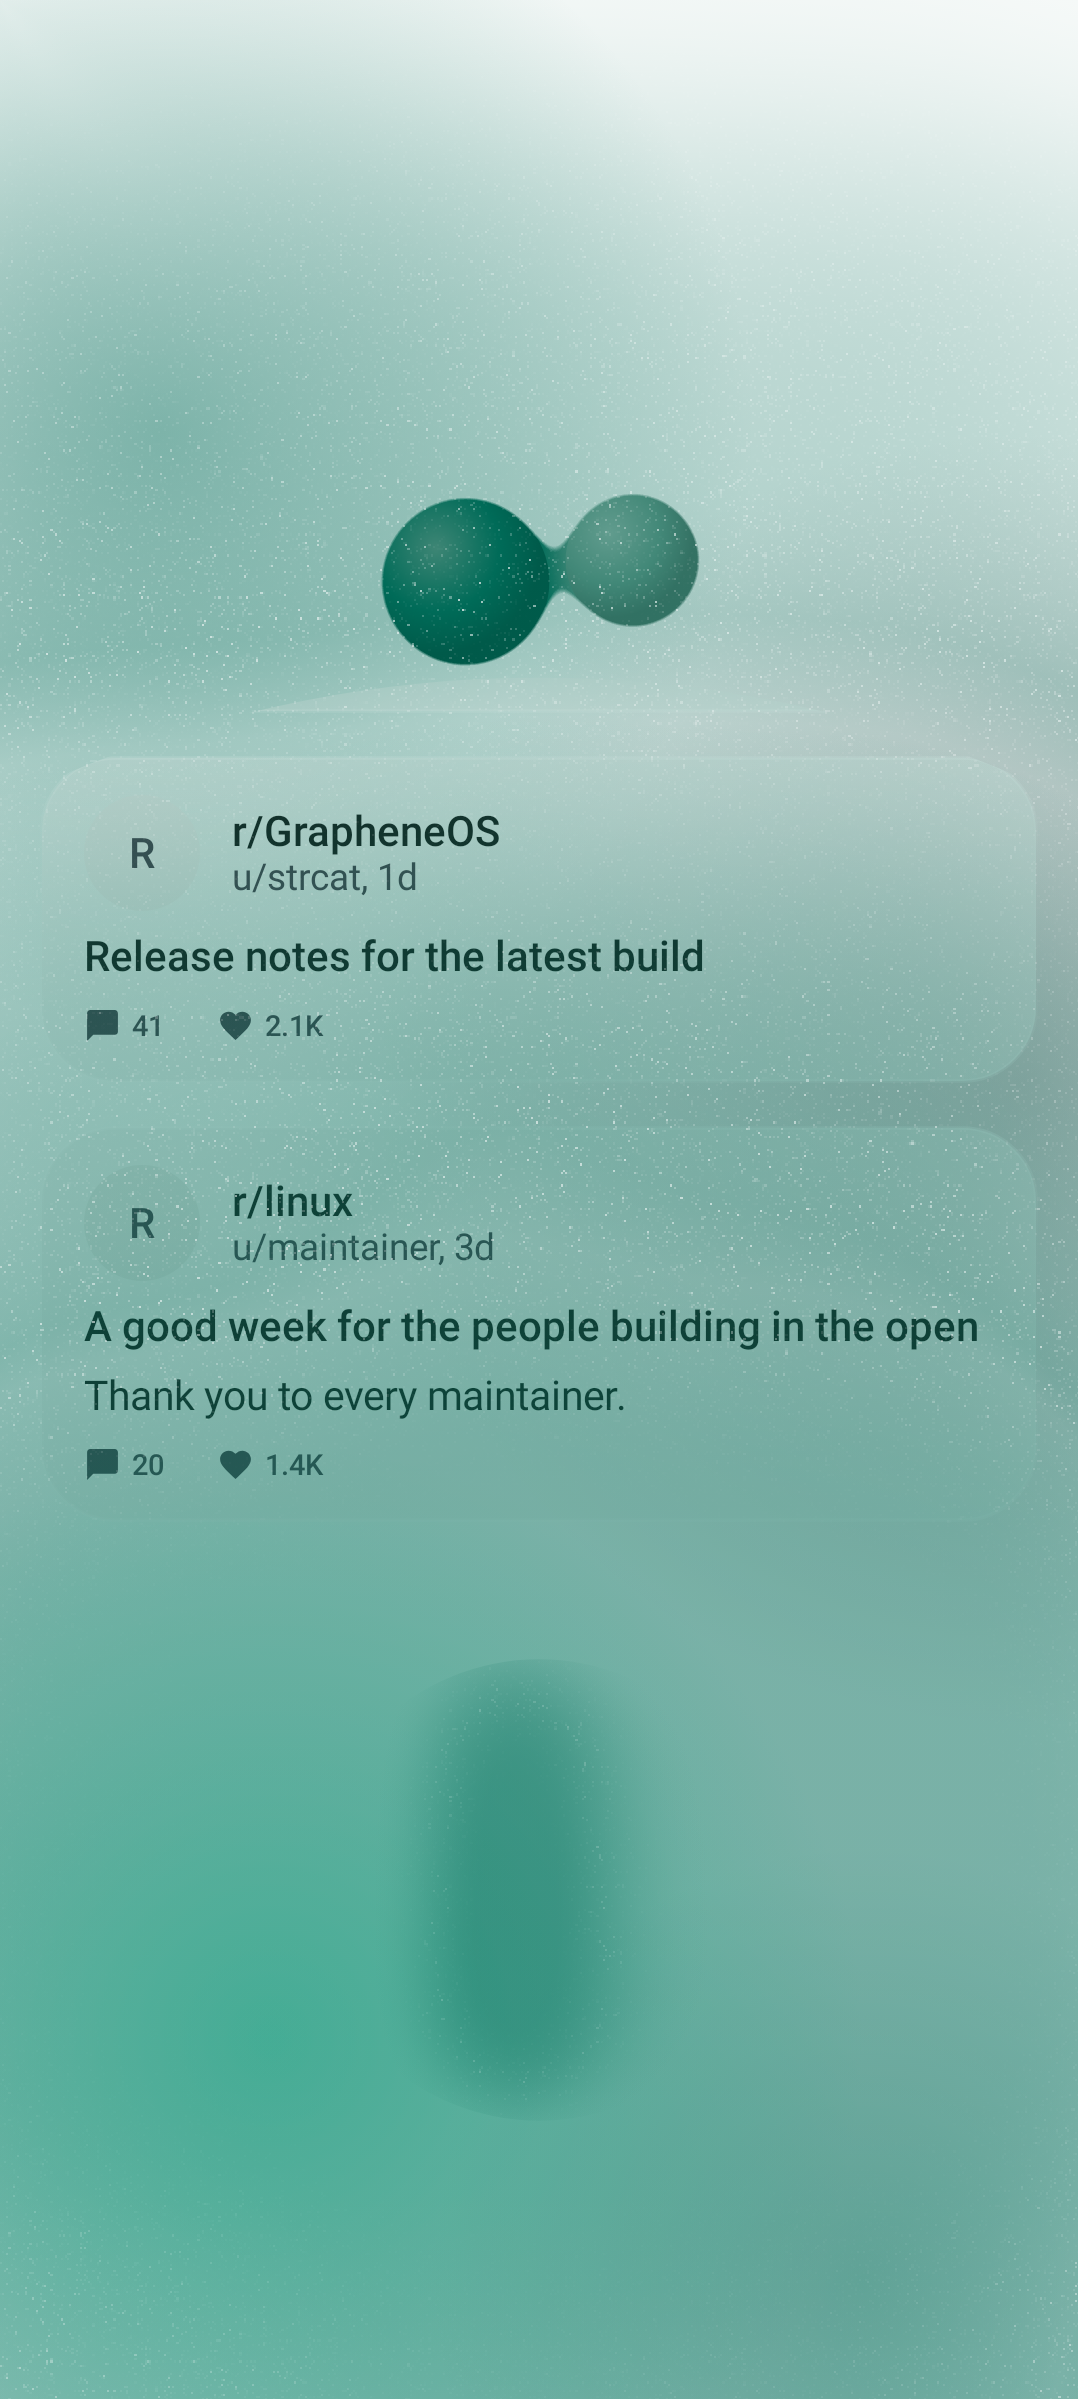 R
r/GrapheneOS
u/strcat, 1d
Release notes for the latest build
41 2.1K
R
r/linux
u/maintainer, 3d
A good week for the people building in the open
Thank you to every maintainer.
20 1.4K